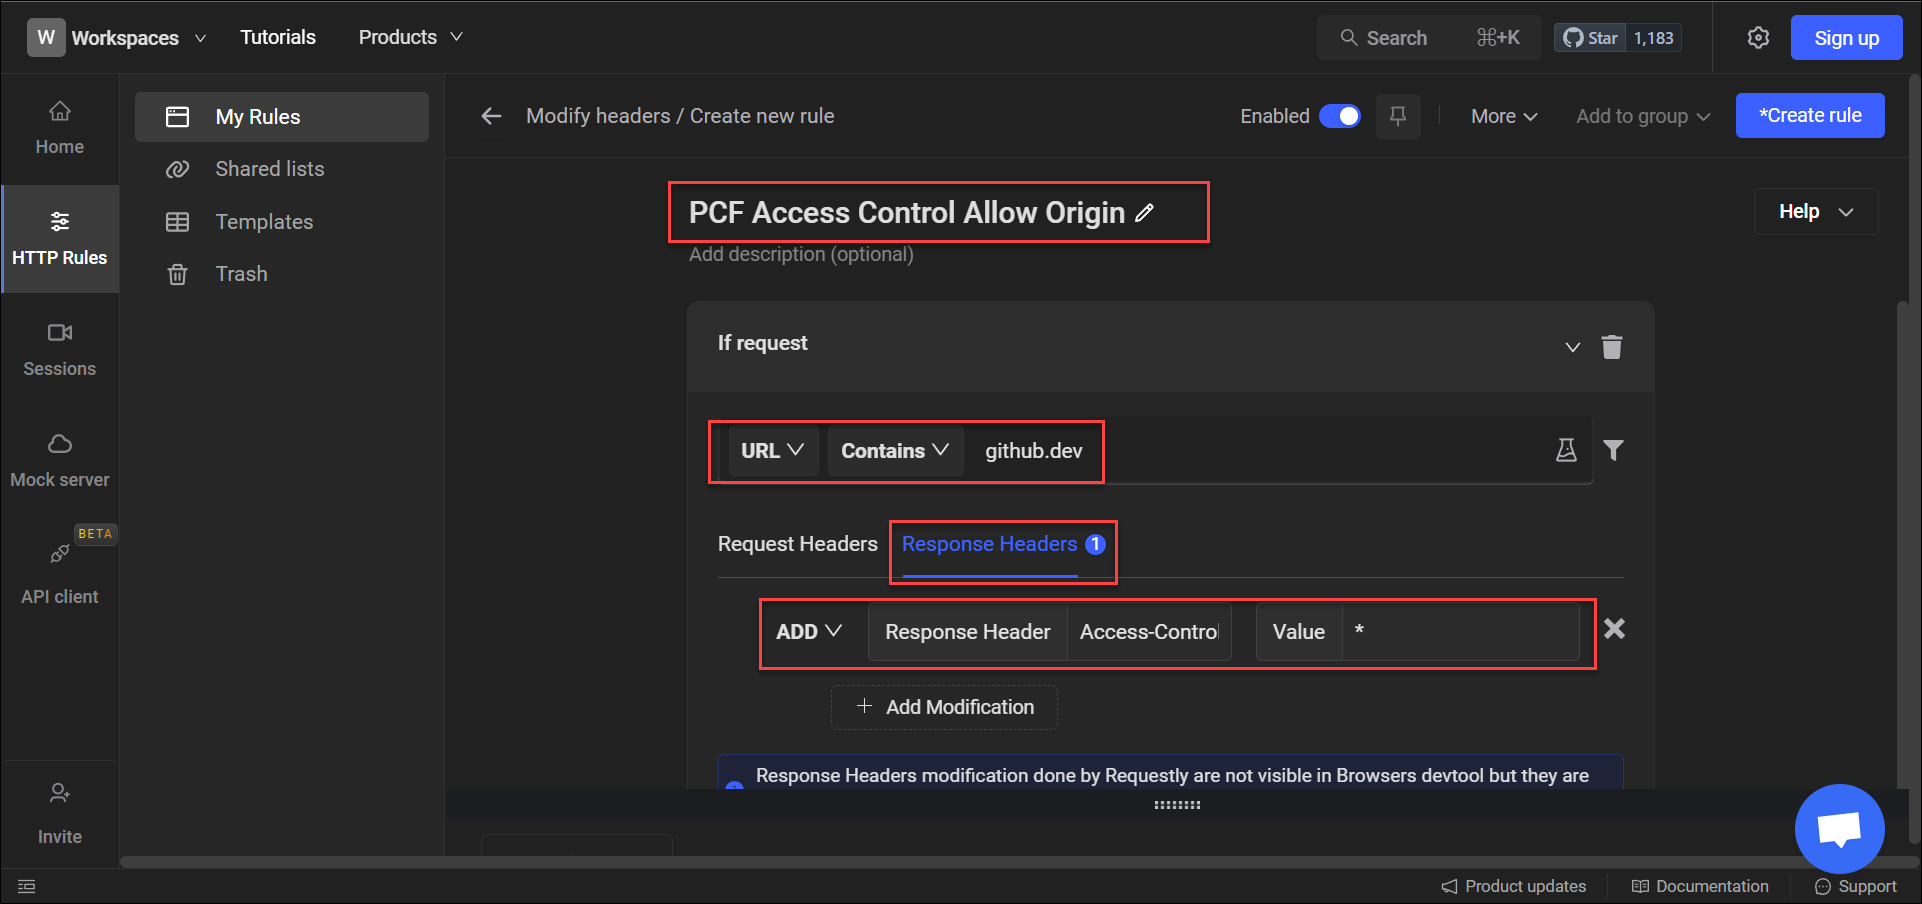 W Workspaces Tutorials Products Search ⌘+K Star 1,183 Sign up
Home
HTTP Rules
Sessions
Mock server
BETA
API client
Invite
My Rules
Shared lists
Templates
Trash
Modify headers / Create new rule Enabled More Add to group *Create rule
PCF Access Control Allow Origin
Help
Add description (optional)
If request
URL Contains github.dev
Request Headers Response Headers 1
ADD Response Header Access-Control Value *
+ Add Modification
Response Headers modification done by Requestly are not visible in Browsers devtool but they are
Product updates Documentation Support